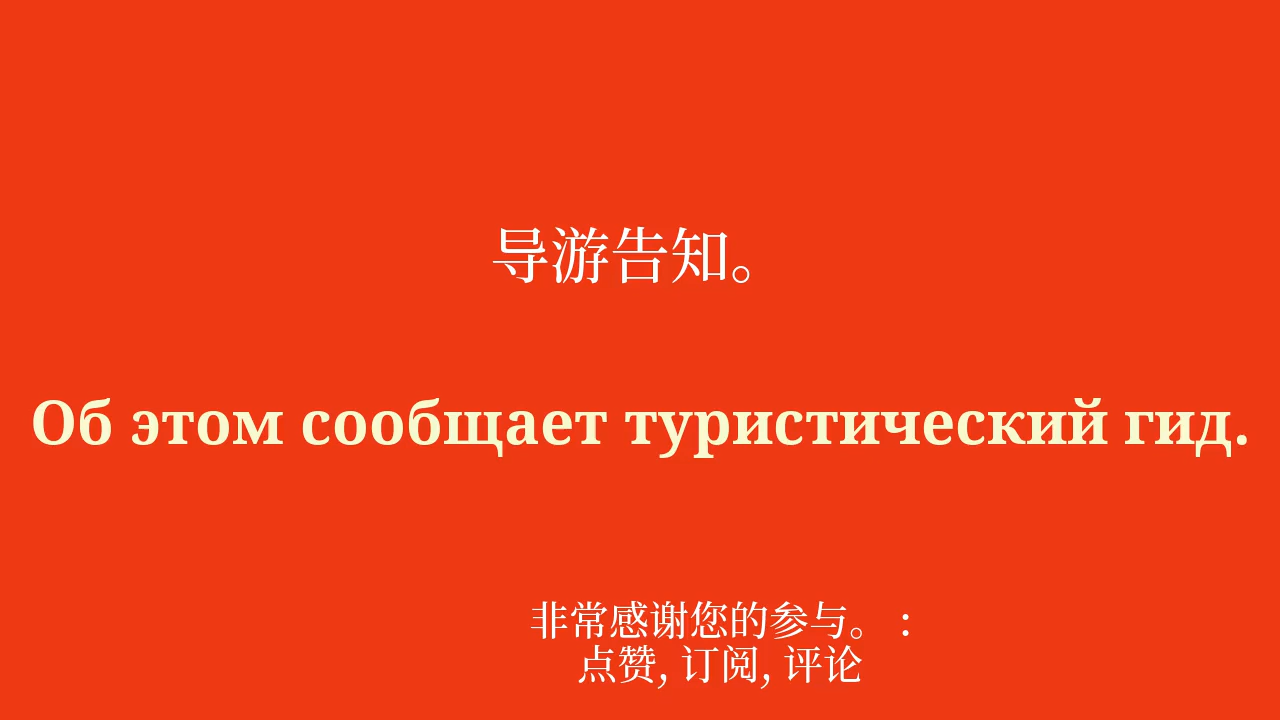 导游告知。
Об этом сообщает туристический гид.
非常感谢您的参与。 :
点赞, 订阅, 评论